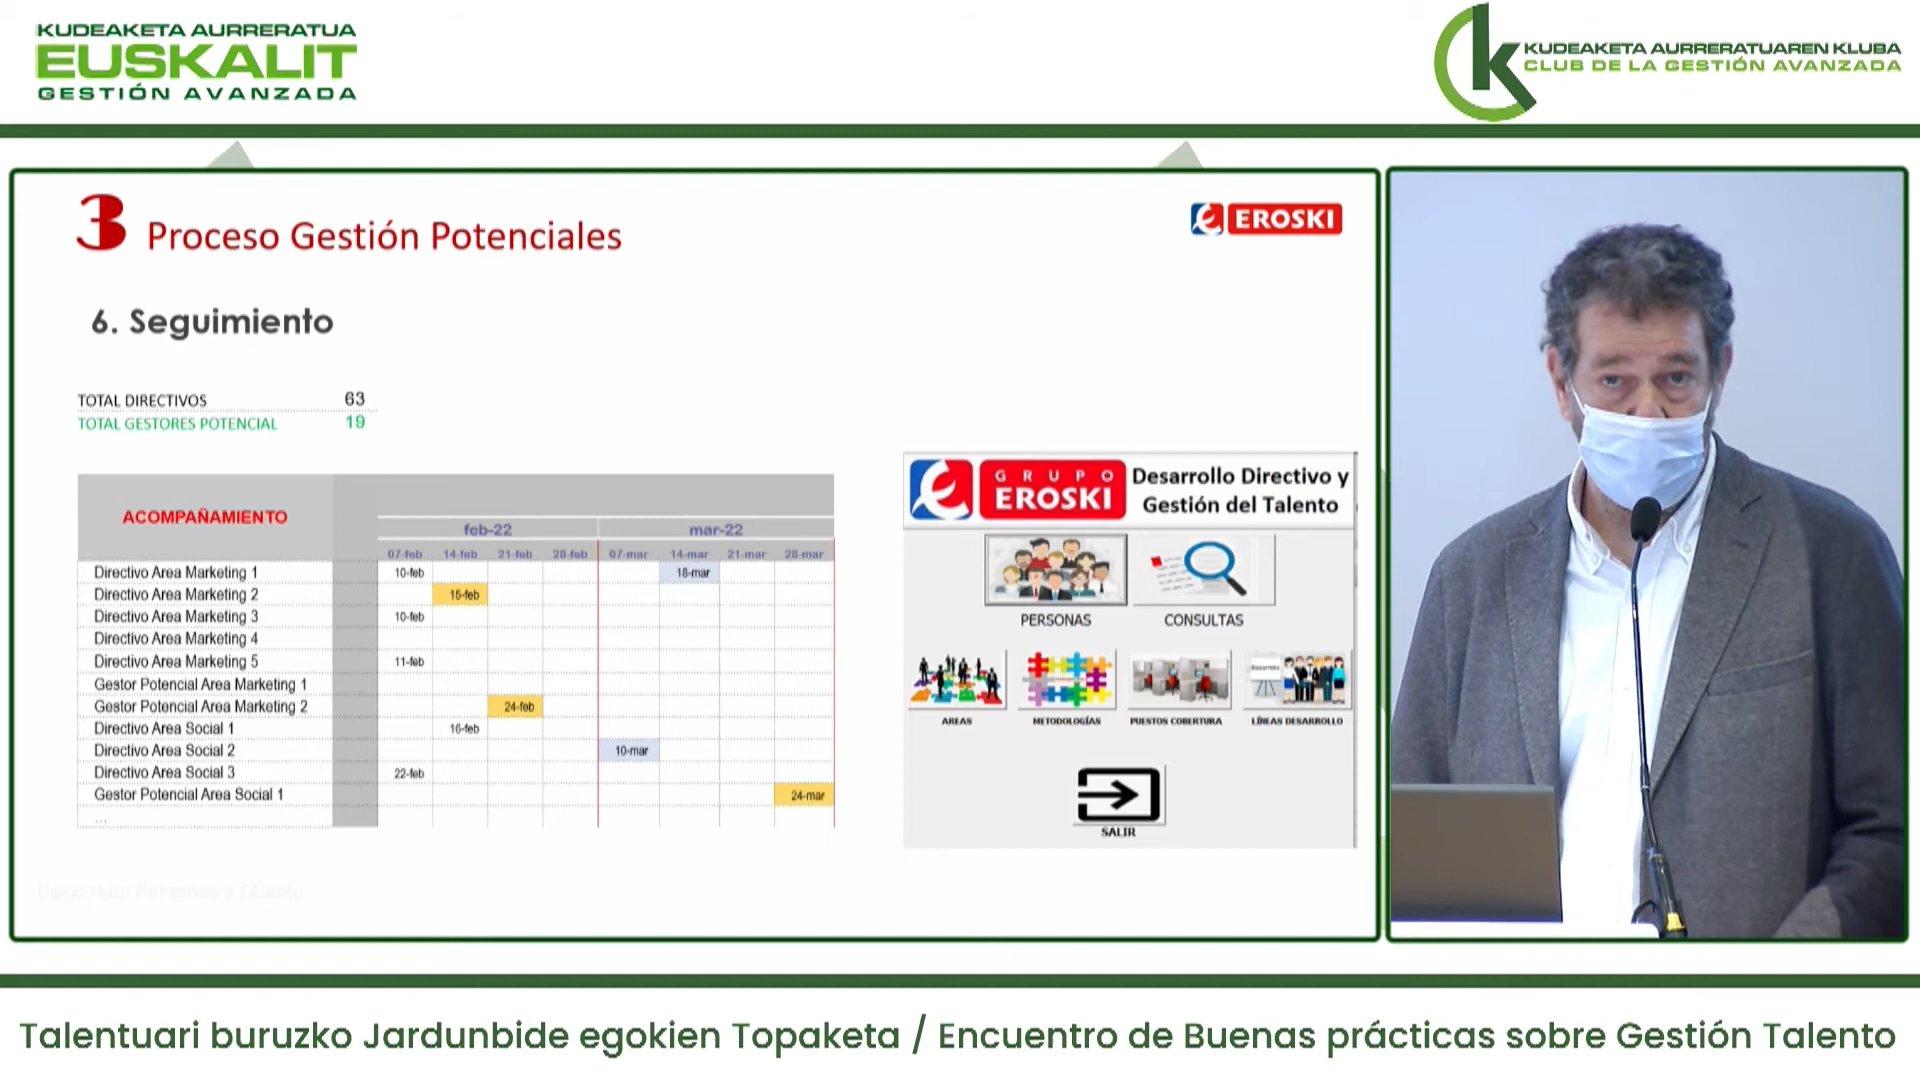 KUDEAKETA AURRERATUA
EUSKALIT
GESTIÓN AVANZADA
KUDEAKETA AURRERATUAREN KLUBA
CLUB DE LA GESTIÓN AVANZADA
3 Proceso Gestión Potenciales
EROSKI
6. Seguimiento
TOTAL DIRECTIVOS 63
TOTAL GESTORES POTENCIAL 19
ACOMPAÑAMIENTO
feb-22 mar-22
07-feb 14-feb 21-feb 28-feb 07-mar 14-mar 21-mar 28-mar
Directivo Area Marketing 1 10-feb 18-mar
Directivo Area Marketing 2 15-feb
Directivo Area Marketing 3 10-feb
Directivo Area Marketing 4
Directivo Area Marketing 5 11-feb
Gestor Potencial Area Marketing 1
Gestor Potencial Area Marketing 2 24-feb
Directivo Area Social 1 16-feb
Directivo Area Social 2 10-mar
Directivo Area Social 3 22-feb
Gestor Potencial Area Social 1 24-mar
...
GRUPO
EROSKI
Desarrollo Directivo y
Gestión del Talento
PERSONAS CONSULTAS
AREAS METODOLOGÍAS PUESTOS COBERTURA LÍNEAS DESARROLLO
SALIR
Talentuari buruzko Jardunbide egokien Topaketa / Encuentro de Buenas prácticas sobre Gestión Talento